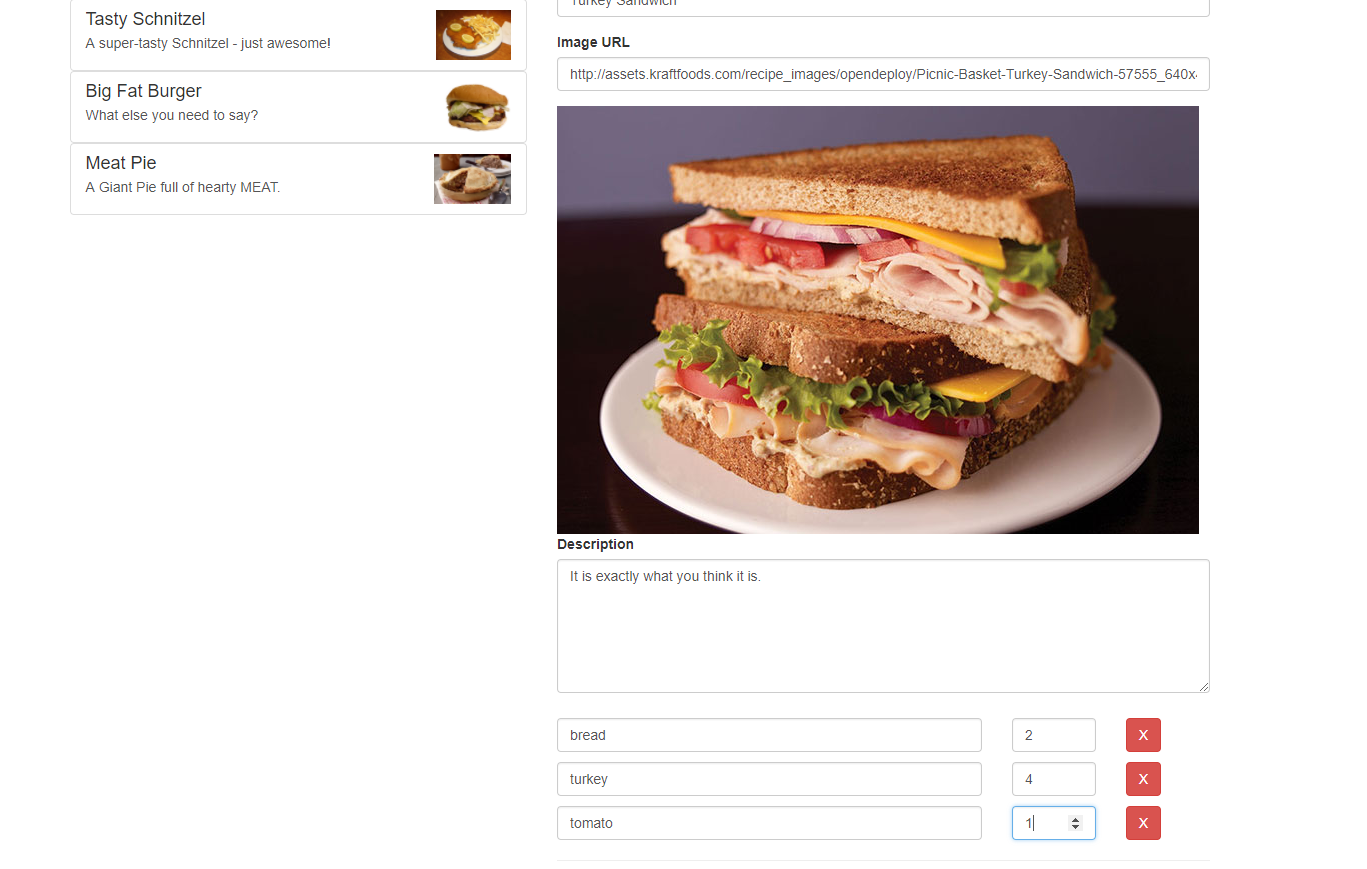 Tasty Schnitzel
A super-tasty Schnitzel - just awesome!
Big Fat Burger
What else you need to say?
Meat Pie
A Giant Pie full of hearty MEAT.
Turkey Sandwich
Image URL
http://assets.kraftfoods.com/recipe_images/opendeploy/Picnic-Basket-Turkey-Sandwich-57555_640x
Description
It is exactly what you think it is.
bread 2 X
turkey 4 X
tomato 1 X